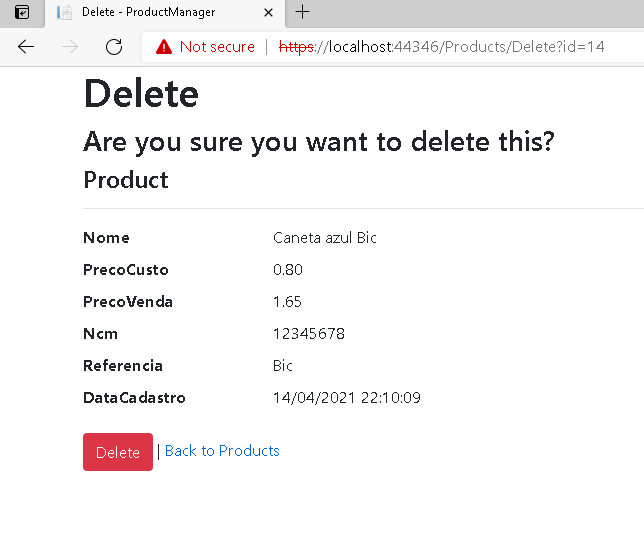 Delete - ProductManager
Not secure | https://localhost:44346/Products/Delete?id=14
Delete
Are you sure you want to delete this?
Product
Nome Caneta azul Bic
PrecoCusto 0.80
PrecoVenda 1.65
Ncm 12345678
Referencia Bic
DataCadastro 14/04/2021 22:10:09
Delete | Back to Products